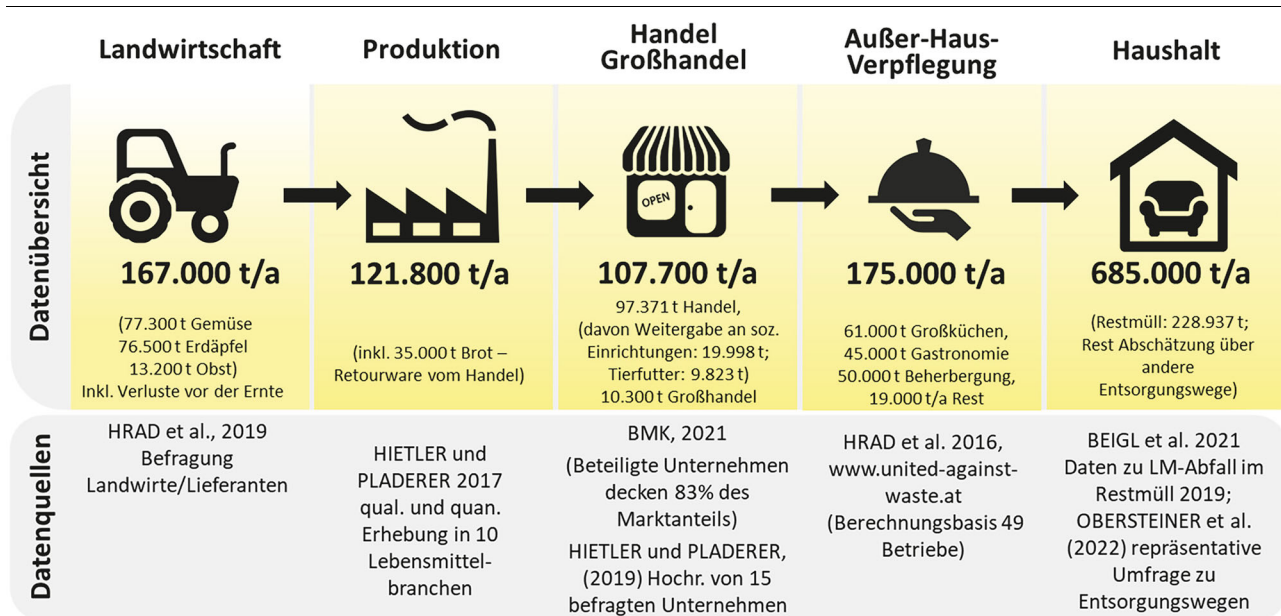 Landwirtschaft
Produktion
Handel
Großhandel
Außer-Haus-
Verpflegung
Haushalt
Datenübersicht
OPEN
167.000 t/a
(77.300 t Gemüse
76.500 t Erdäpfel
13.200 t Obst)
Inkl. Verluste vor der Ernte
121.800 t/a
(inkl. 35.000 t Brot –
Retourware vom Handel)
107.700 t/a
97.371 t Handel,
(davon Weitergabe an soz.
Einrichtungen: 19.998 t;
Tierfutter: 9.823 t)
10.300 t Großhandel
175.000 t/a
61.000 t Großküchen,
45.000 t Gastronomie
50.000 t Beherbergung,
19.000 t/a Rest
685.000 t/a
(Restmüll: 228.937 t;
Rest Abschätzung über
andere
Entsorgungswege)
Datenquellen
HRAD et al., 2019
Befragung
Landwirte/Lieferanten
HIETLER und
PLADERER 2017
qual. und quan.
Erhebung in 10
Lebensmittel-
branchen
BMK, 2021
(Beteiligte Unternehmen
decken 83% des
Marktanteils)
HIETLER und PLADERER,
(2019) Hochr. von 15
befragten Unternehmen
HRAD et al. 2016,
www.united-against-
waste.at
(Berechnungsbasis 49
Betriebe)
BEIGL et al. 2021
Daten zu LM-Abfall im
Restmüll 2019;
OBERSTEINER et al.
(2022) repräsentative
Umfrage zu
Entsorgungswegen